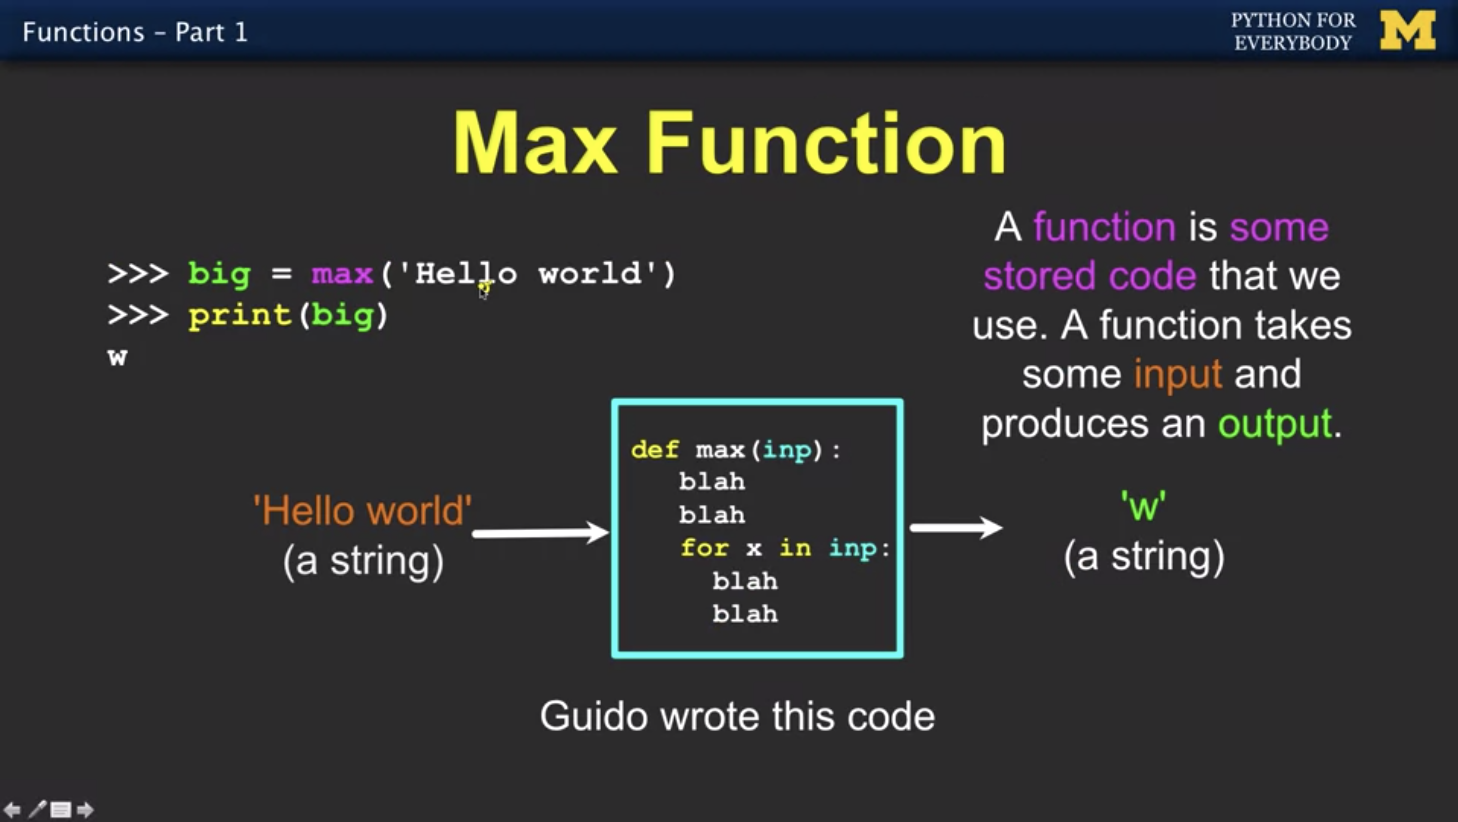 Functions – Part 1
PYTHON FOR
EVERYBODY
M
Max Function
>>> big = max('Hello world')
>>> print(big)
w
A function is some
stored code that we
use. A function takes
some input and
produces an output.
'Hello world'
(a string)
def max(inp):
   blah
   blah
   for x in inp:
     blah
     blah
'w'
(a string)
Guido wrote this code